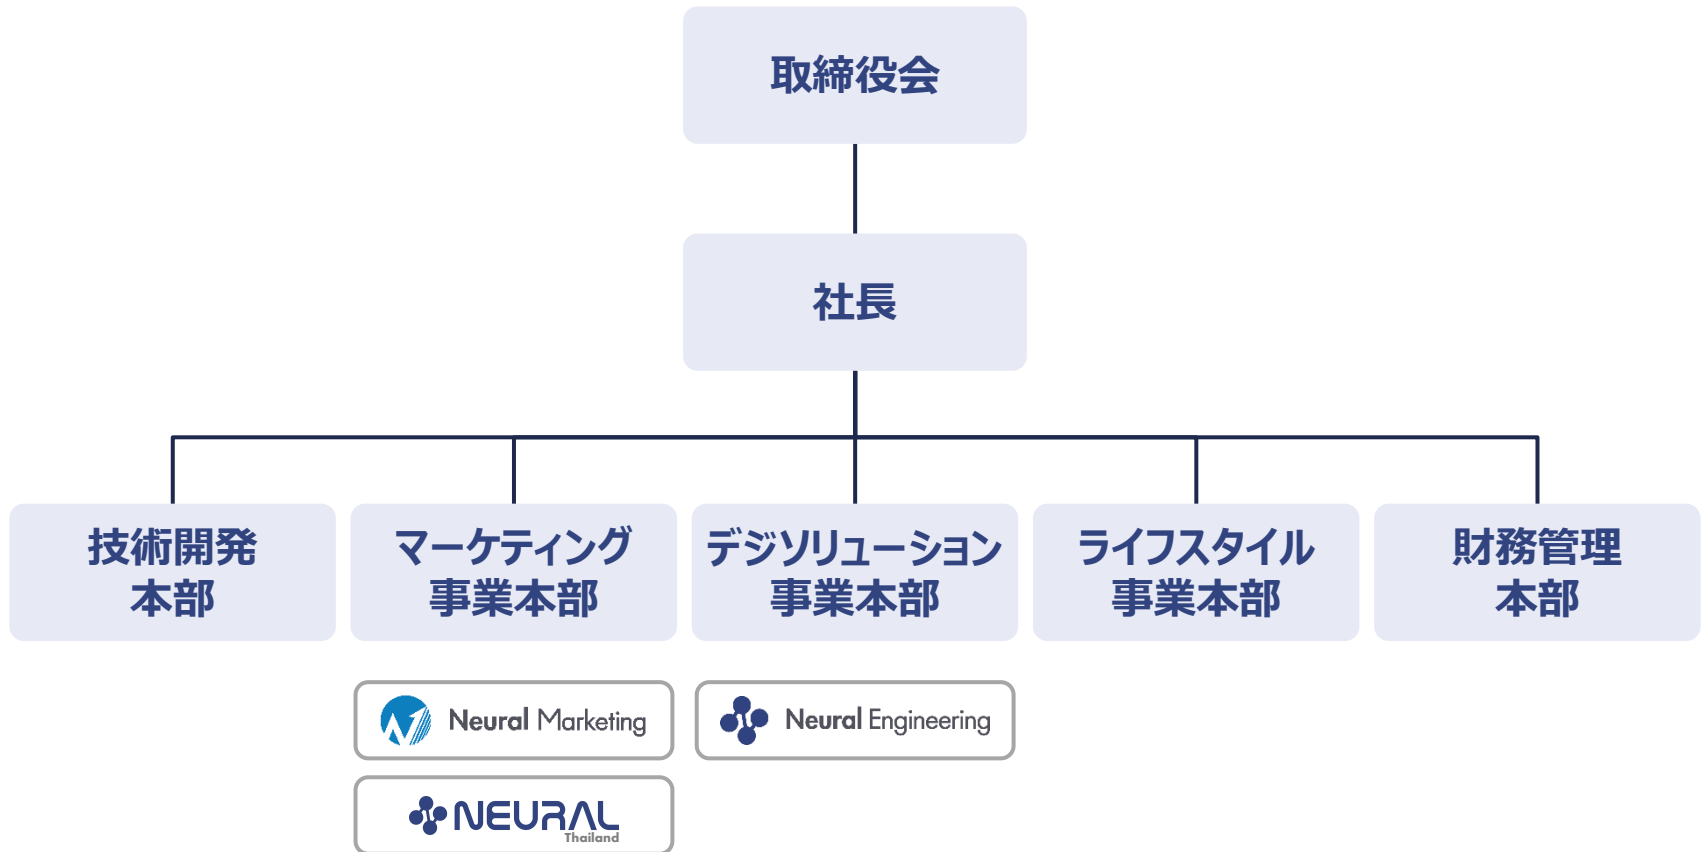 取締役会
社長
技術開発
本部
マーケティング
事業本部
デジソリューション
事業本部
ライフスタイル
事業本部
財務管理
本部
Neural Marketing
Neural Engineering
NEURAL
Thailand